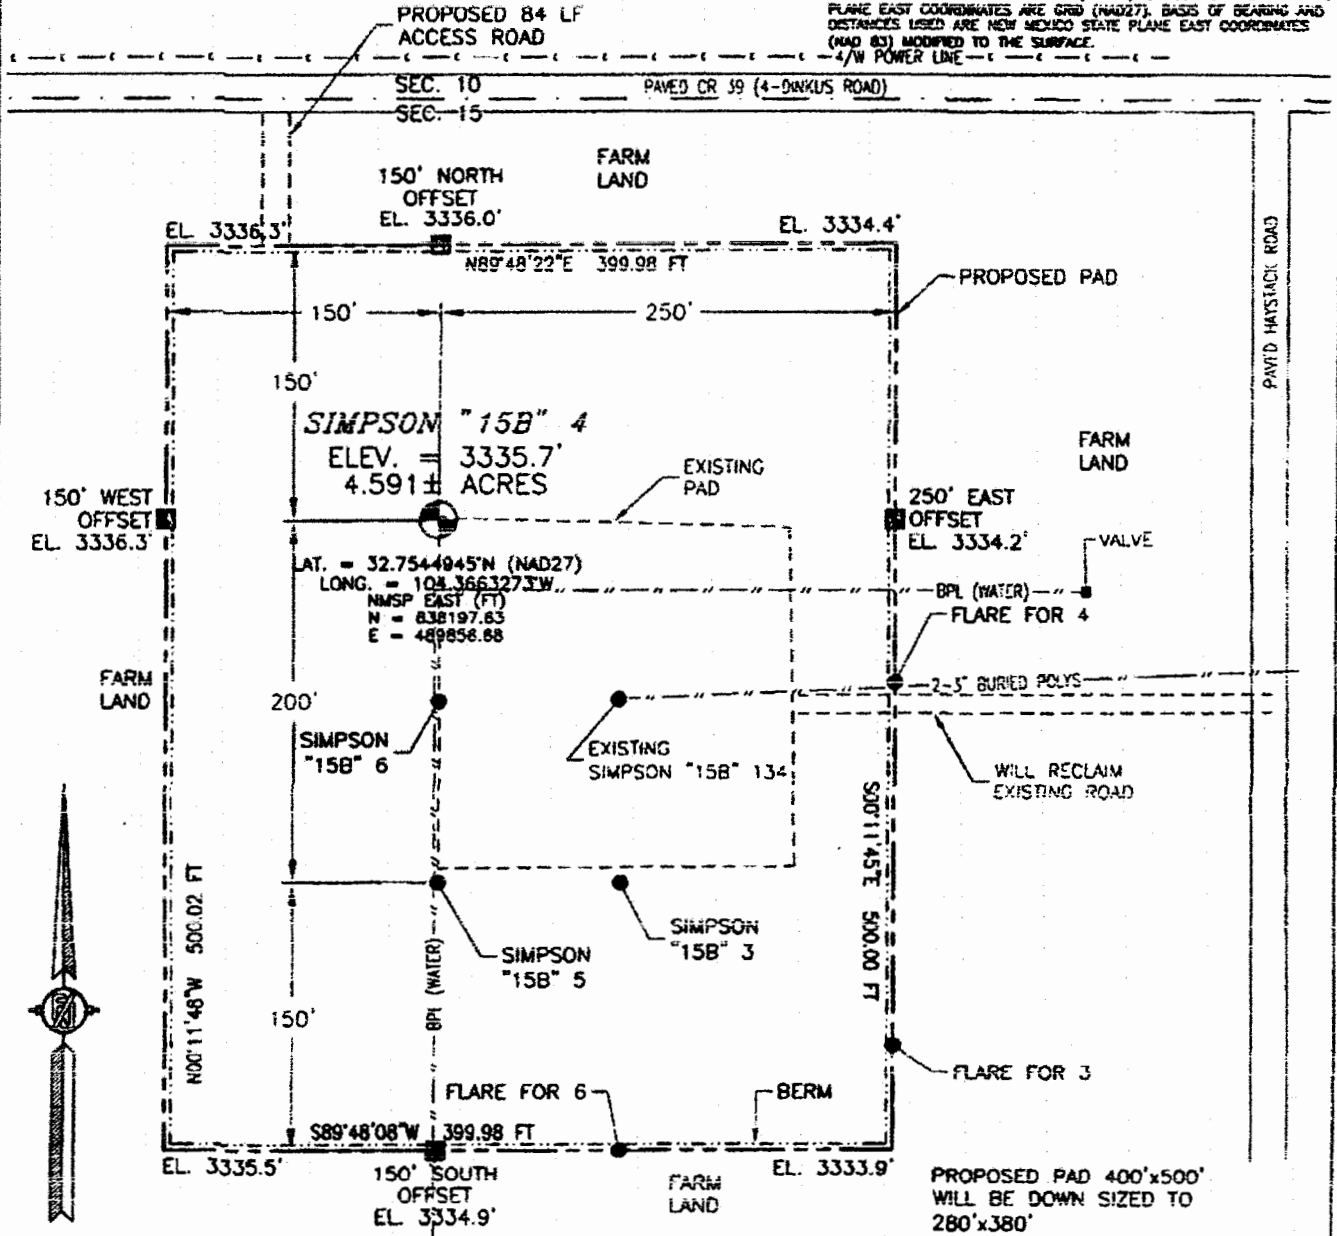 PLANE EAST COORDINATES ARE GRID (NAD27). BASIS OF BEARING AND
DISTANCES USED ARE NEW MEXICO STATE PLANE EAST COORDINATES
(NAD 83) MODIFIED TO THE SURFACE.
PROPOSED 84 LF
ACCESS ROAD
4/W POWER LINE
SEC. 10
PAVED CR 39 (4-DINKUS ROAD)
SEC. 15
FARM
LAND
150' NORTH
OFFSET
EL. 3336.0'
EL. 3336.3'
EL. 3334.4'
N89°48'22"E 399.98 FT
PROPOSED PAD
PAVED HAYSTACK ROAD
150'
250'
150'
SIMPSON "15B" 4
ELEV. = 3335.7'
4.591± ACRES
EXISTING
PAD
FARM
LAND
150' WEST
OFFSET
EL. 3336.3'
250' EAST
OFFSET
EL. 3334.2'
VALVE
LAT. = 32.7544945°N (NAD27)
LONG. = 104.3663273°W
NMSP EAST (FT)
N = 638197.63
E = 489856.68
BPL (WATER)
FLARE FOR 4
FARM
LAND
2-3" BURIED POLYS
200'
SIMPSON
"15B" 6
EXISTING
SIMPSON "15B" 134
WILL RECLAIM
EXISTING ROAD
S00°11'45"E 500.00 FT
N00°11'48"W 500.02 FT
SIMPSON
"15B" 3
SIMPSON
"15B" 5
BPL (WATER)
150'
FLARE FOR 3
FLARE FOR 6
BERM
S89°48'08"W 399.98 FT
EL. 3335.5'
EL. 3333.9'
150' SOUTH
OFFSET
EL. 3334.9'
FARM
LAND
PROPOSED PAD 400'x500'
WILL BE DOWN SIZED TO
280'x380'